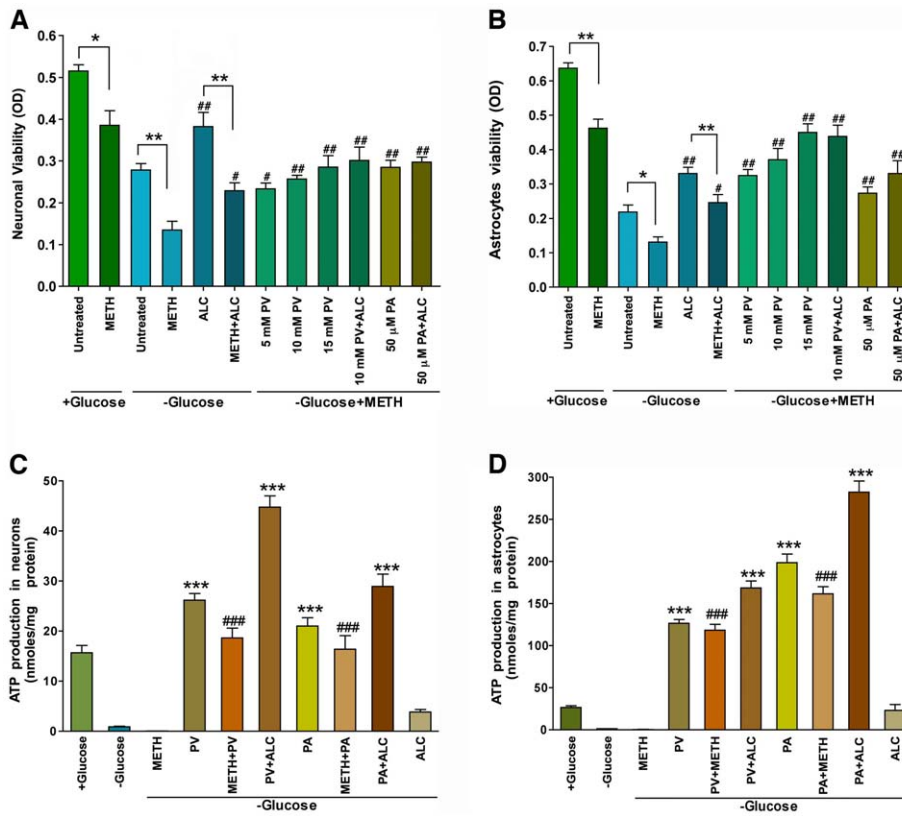 A
Neuronal Viability (OD)
0.6
0.5
0.4
0.3
0.2
0.1
0.0
*
**
##
**
#
#
##
##
##
##
##
Untreated
METH
Untreated
METH
ALC
METH+ALC
5 mM PV
10 mM PV
15 mM PV
10 mM PV+ALC
50 µM PA
50 µM PA+ALC
+Glucose
-Glucose
-Glucose+METH
B
Astrocytes viability (OD)
0.7
0.6
0.5
0.4
0.3
0.2
0.1
0.0
**
*
##
**
#
##
##
##
##
##
##
Untreated
METH
Untreated
METH
ALC
METH+ALC
5 mM PV
10 mM PV
15 mM PV
10 mM PV+ALC
50 µM PA
50 µM PA+ALC
+Glucose
-Glucose
-Glucose+METH
C
ATP production in neurons
(nmoles/mg protein)
50
40
30
20
10
0
***
###
***
***
###
***
+Glucose
-Glucose
METH
PV
METH+PV
PV+ALC
PA
METH+PA
PA+ALC
ALC
-Glucose
D
ATP production in astrocytes
(nmoles/mg protein)
300
250
200
150
100
50
0
***
###
***
***
###
***
+Glucose
-Glucose
METH
PV
PV+METH
PV+ALC
PA
PA+METH
PA+ALC
ALC
-Glucose